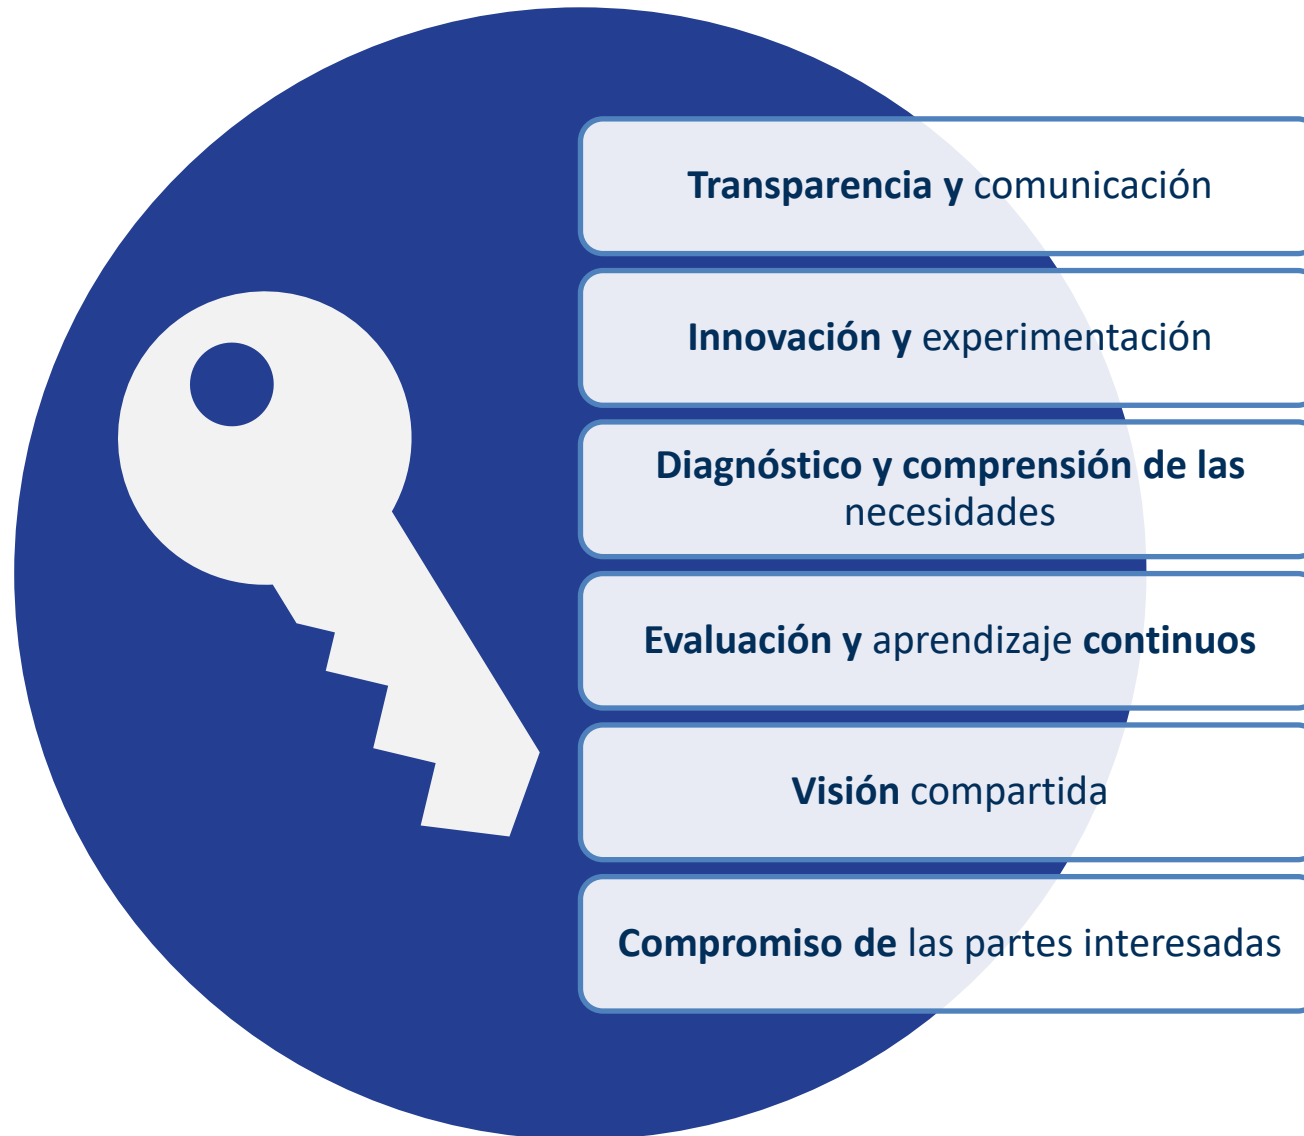 Transparencia y comunicación
Innovación y experimentación
Diagnóstico y comprensión de las
necesidades
Evaluación y aprendizaje continuos
Visión compartida
Compromiso de las partes interesadas